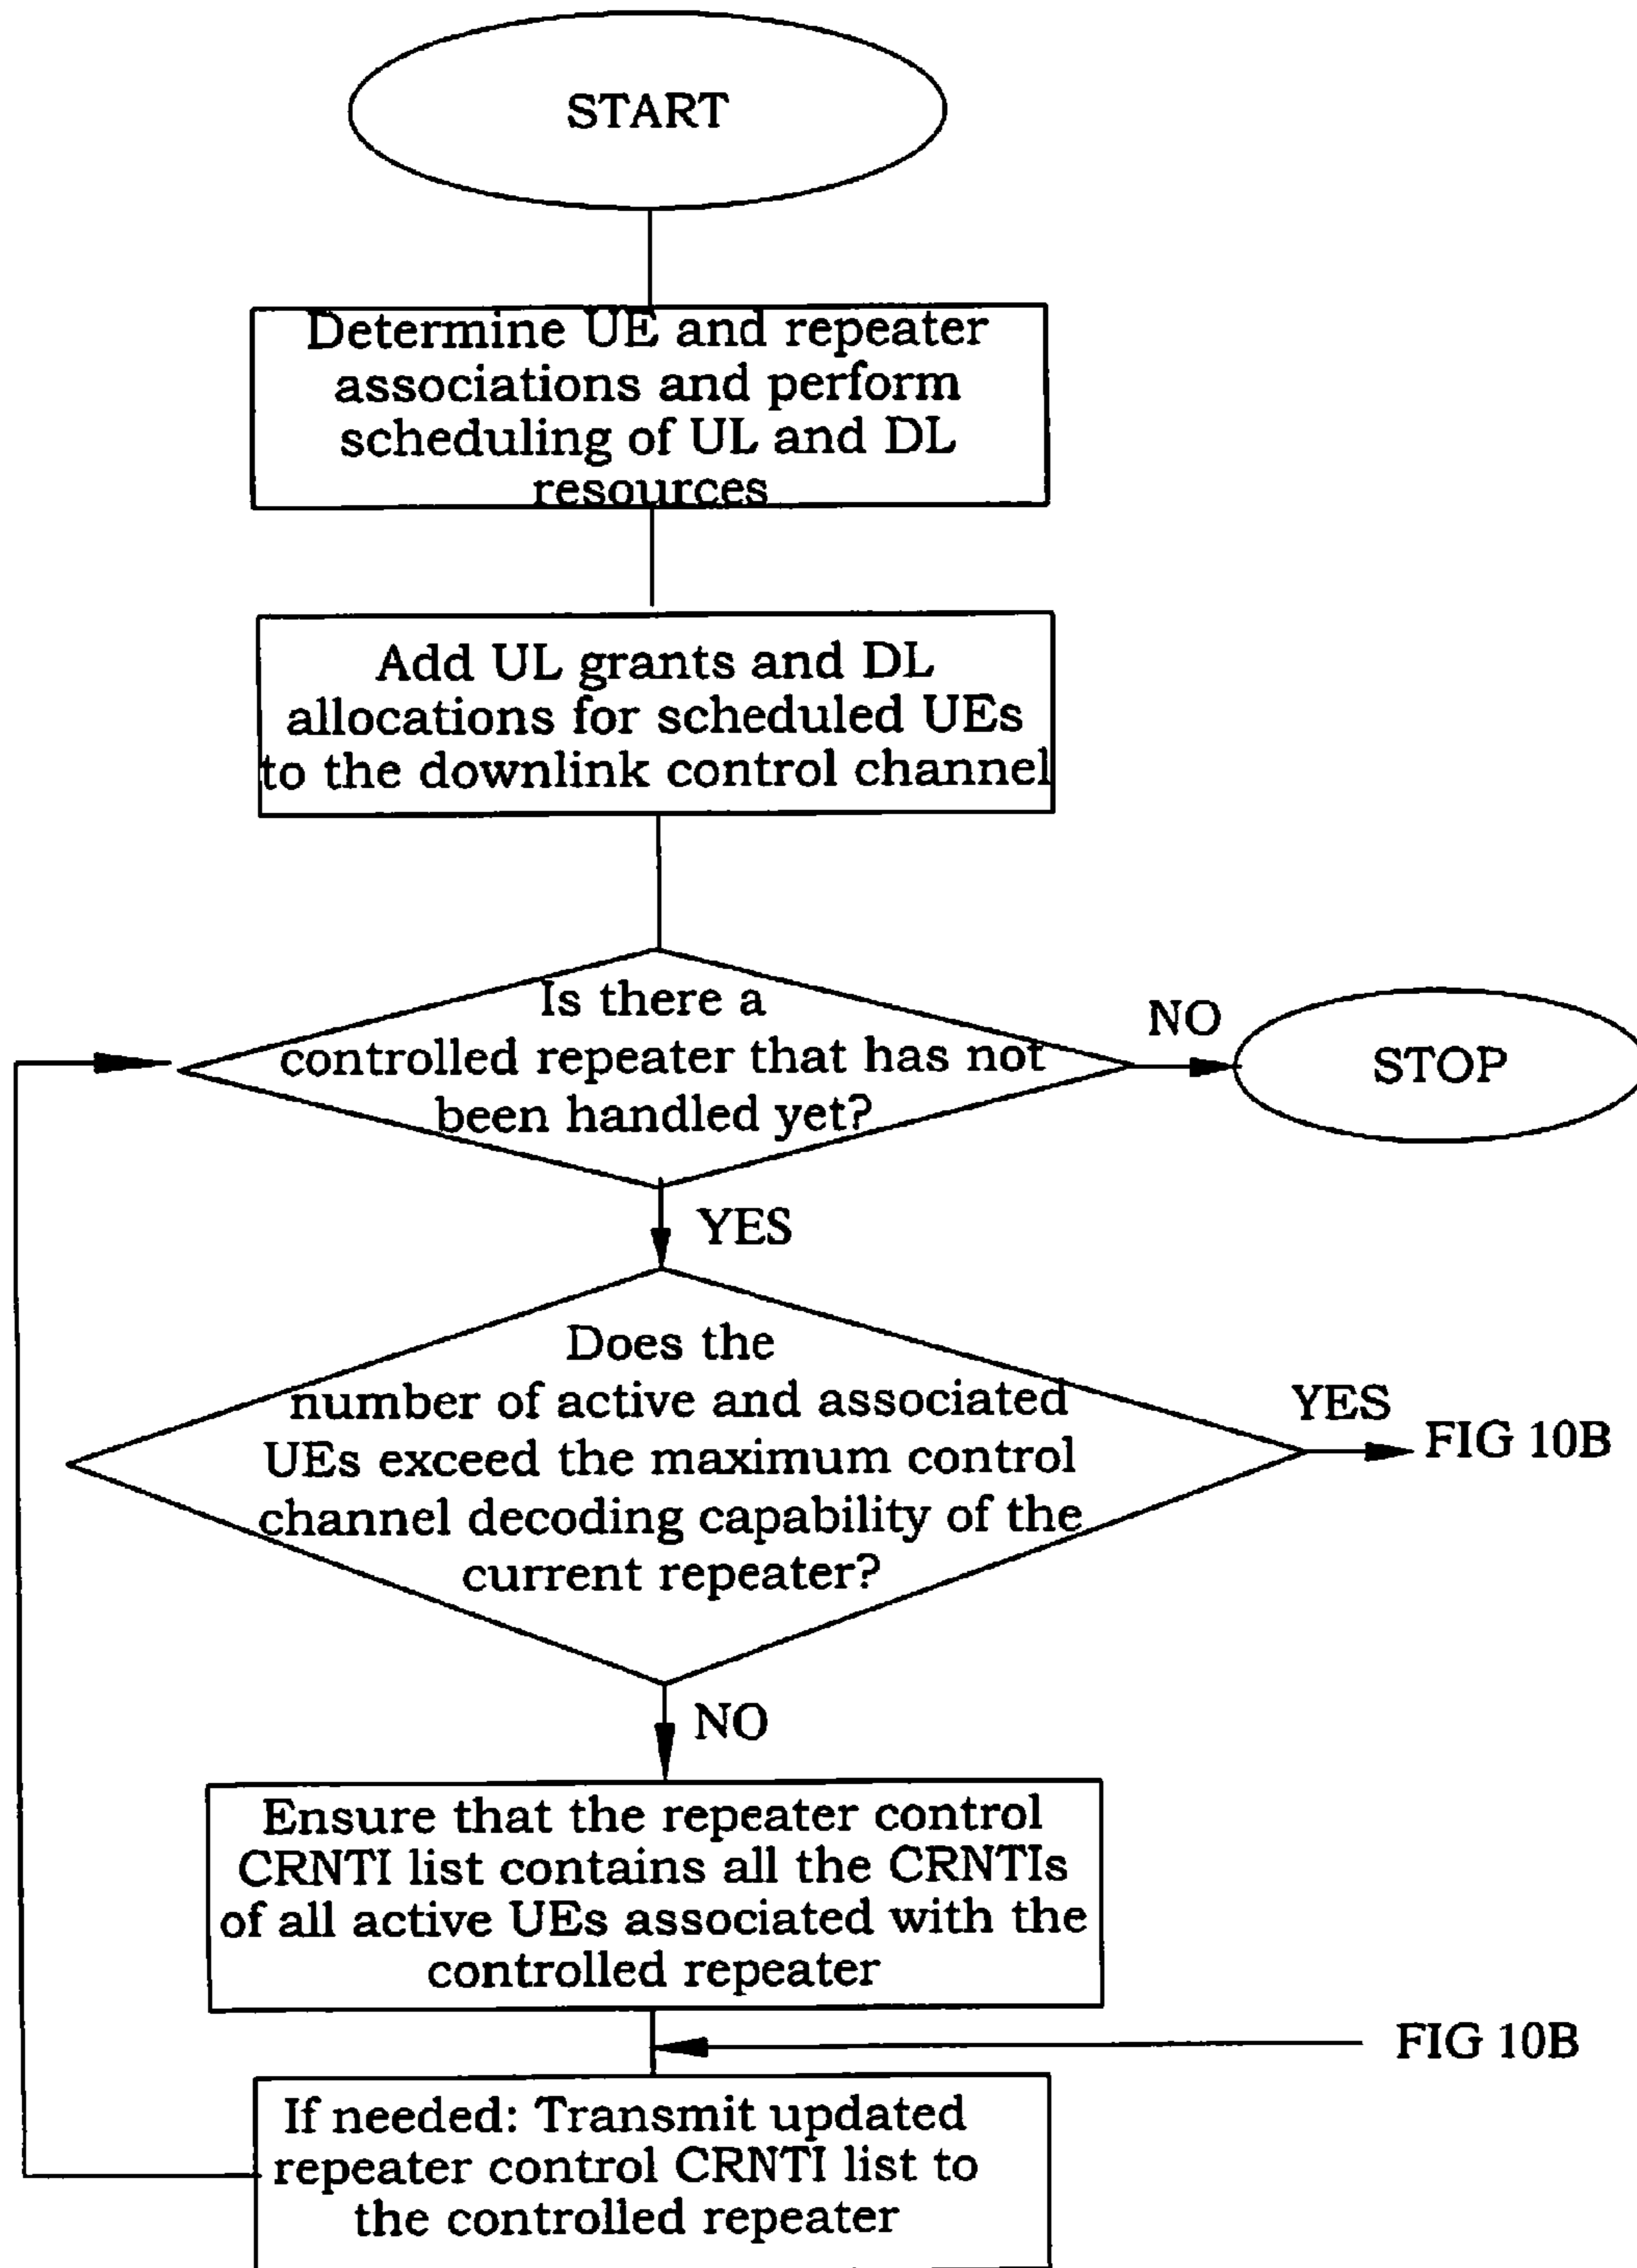 START
Determine UE and repeater
associations and perform
scheduling of UL and DL
resources
Add UL grants and DL
allocations for scheduled UEs
to the downlink control channel
Is there a
controlled repeater that has not
been handled yet?
NO
STOP
YES
Does the
number of active and associated
UEs exceed the maximum control
channel decoding capability of the
current repeater?
YES
FIG 10B
NO
Ensure that the repeater control
CRNTI list contains all the CRNTIs
of all active UEs associated with the
controlled repeater
FIG 10B
If needed: Transmit updated
repeater control CRNTI list to
the controlled repeater